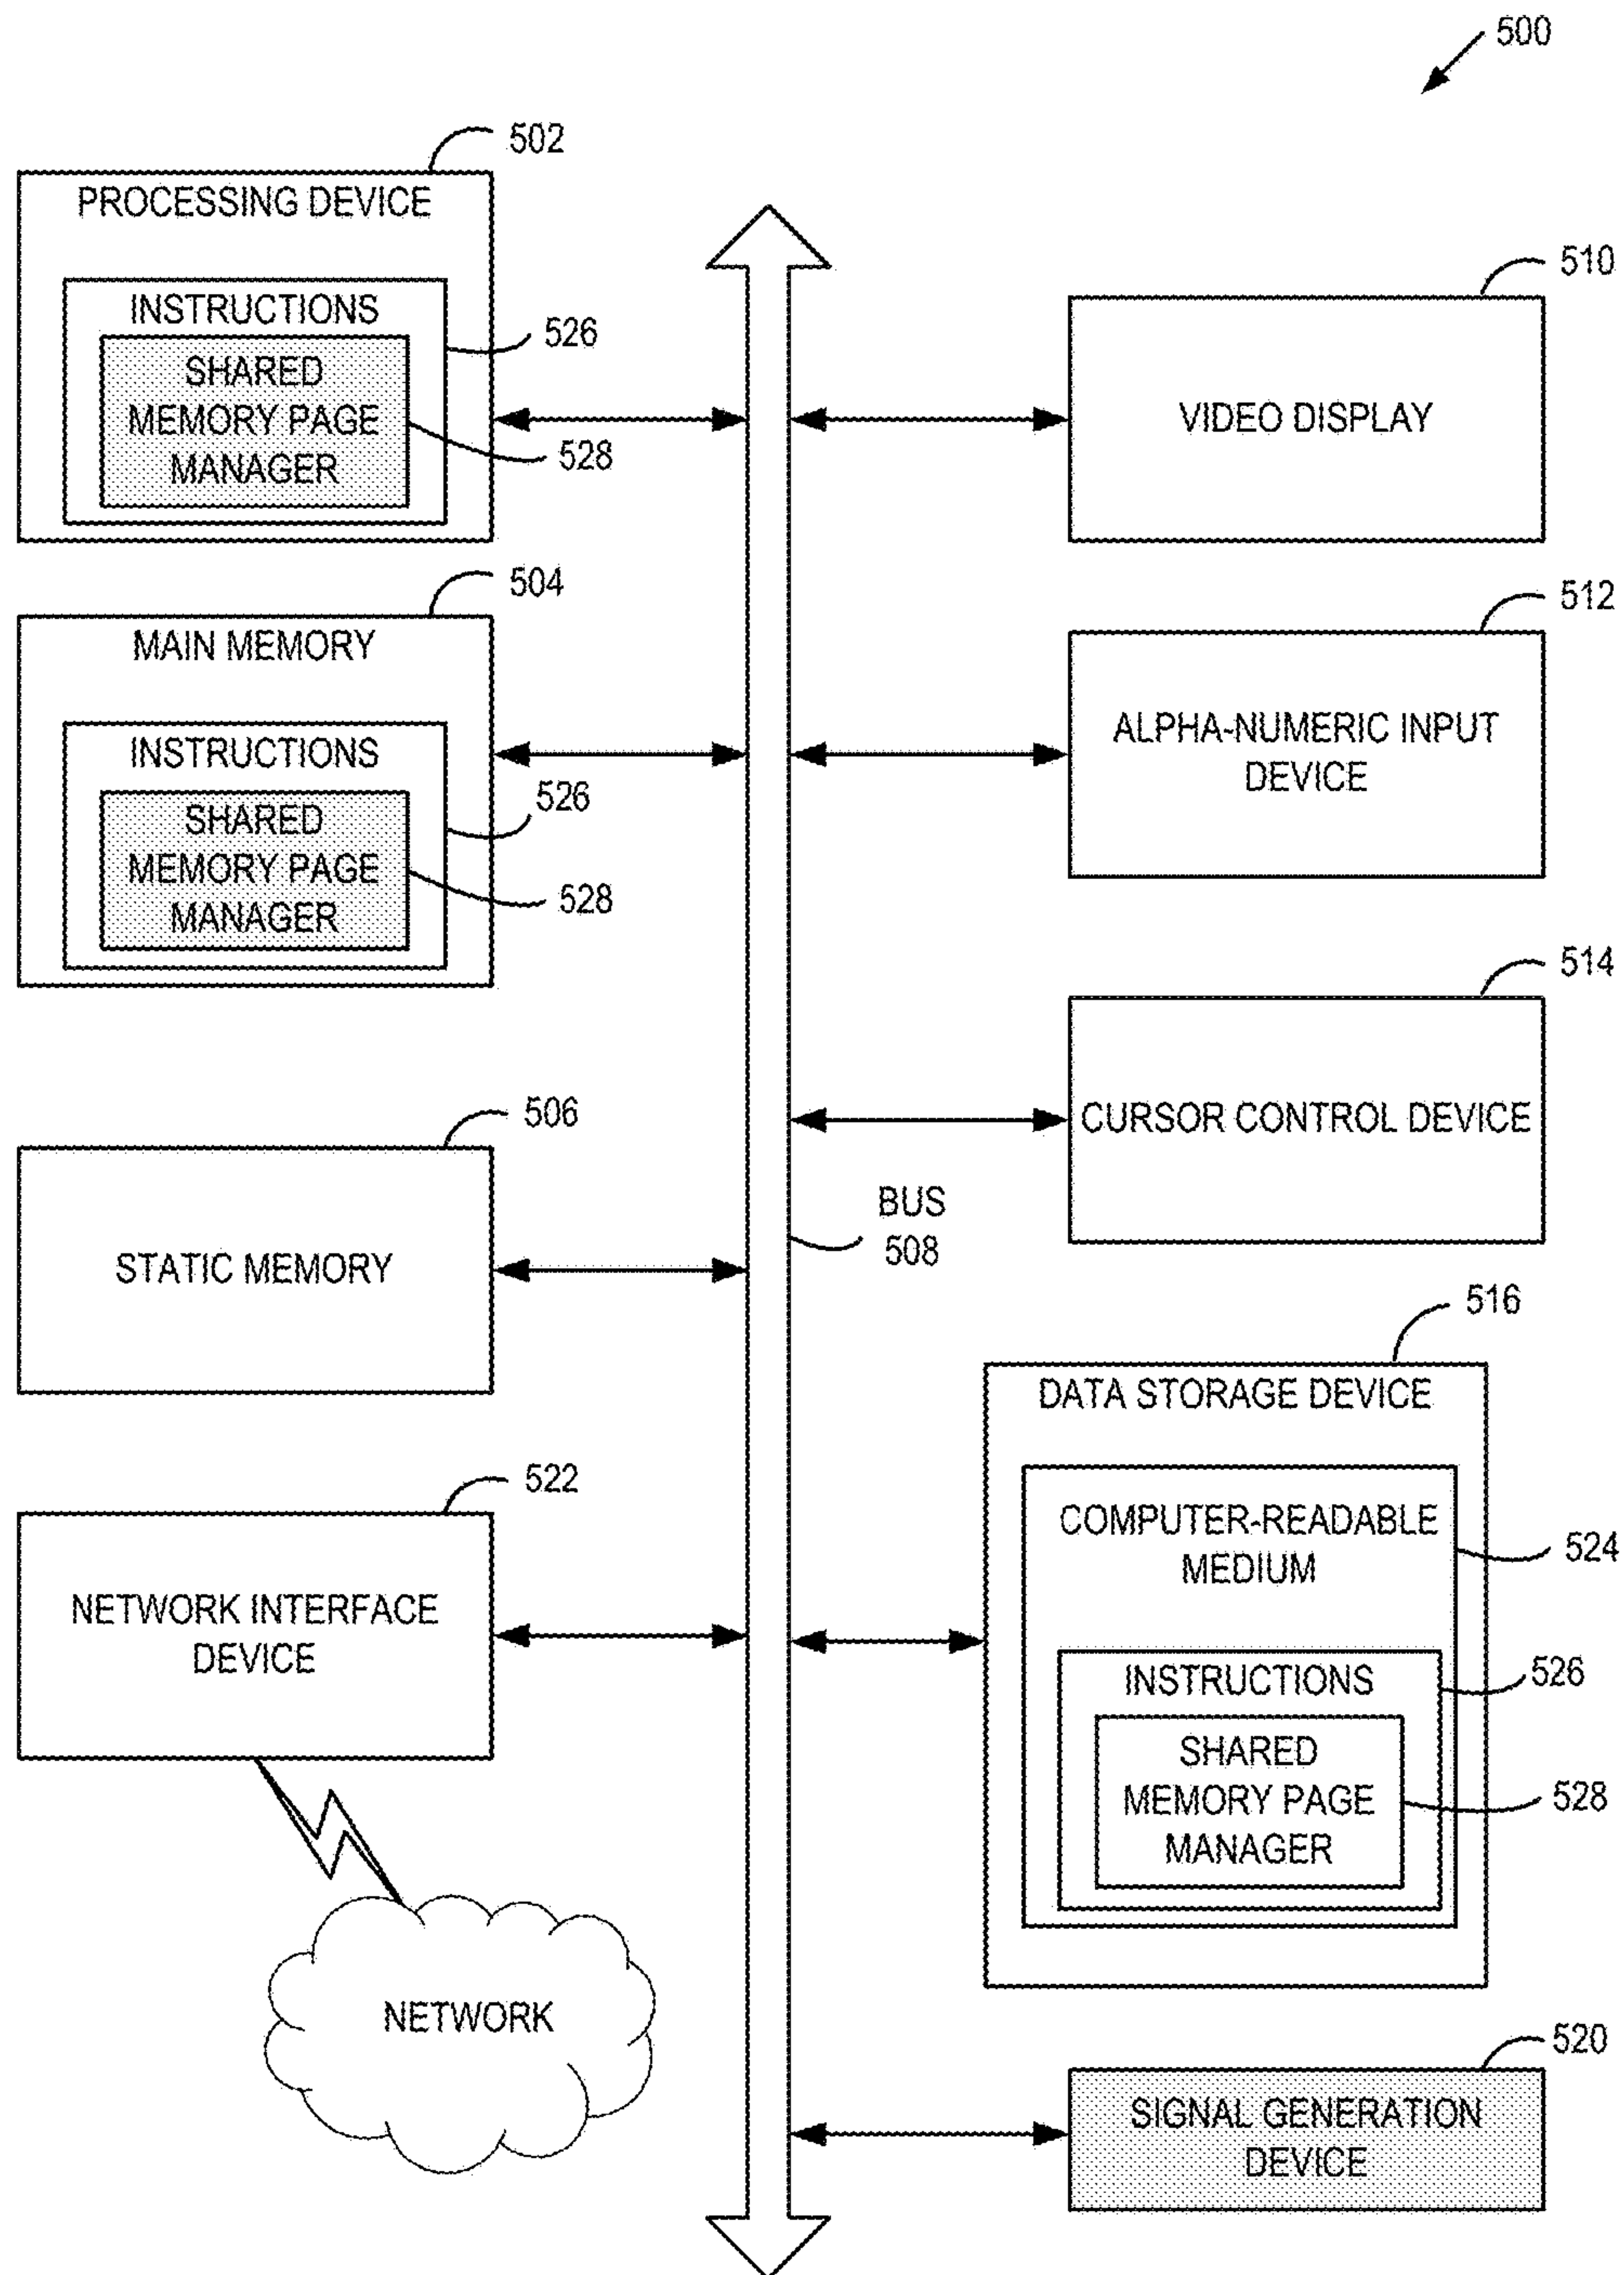 500
502
PROCESSING DEVICE
INSTRUCTIONS
526
SHARED
MEMORY PAGE
MANAGER
528
504
MAIN MEMORY
INSTRUCTIONS
526
SHARED
MEMORY PAGE
MANAGER
528
506
STATIC MEMORY
522
NETWORK INTERFACE
DEVICE
NETWORK
BUS
508
510
VIDEO DISPLAY
512
ALPHA-NUMERIC INPUT
DEVICE
514
CURSOR CONTROL DEVICE
516
DATA STORAGE DEVICE
COMPUTER-READABLE
MEDIUM
524
INSTRUCTIONS
526
SHARED
MEMORY PAGE
MANAGER
528
520
SIGNAL GENERATION
DEVICE